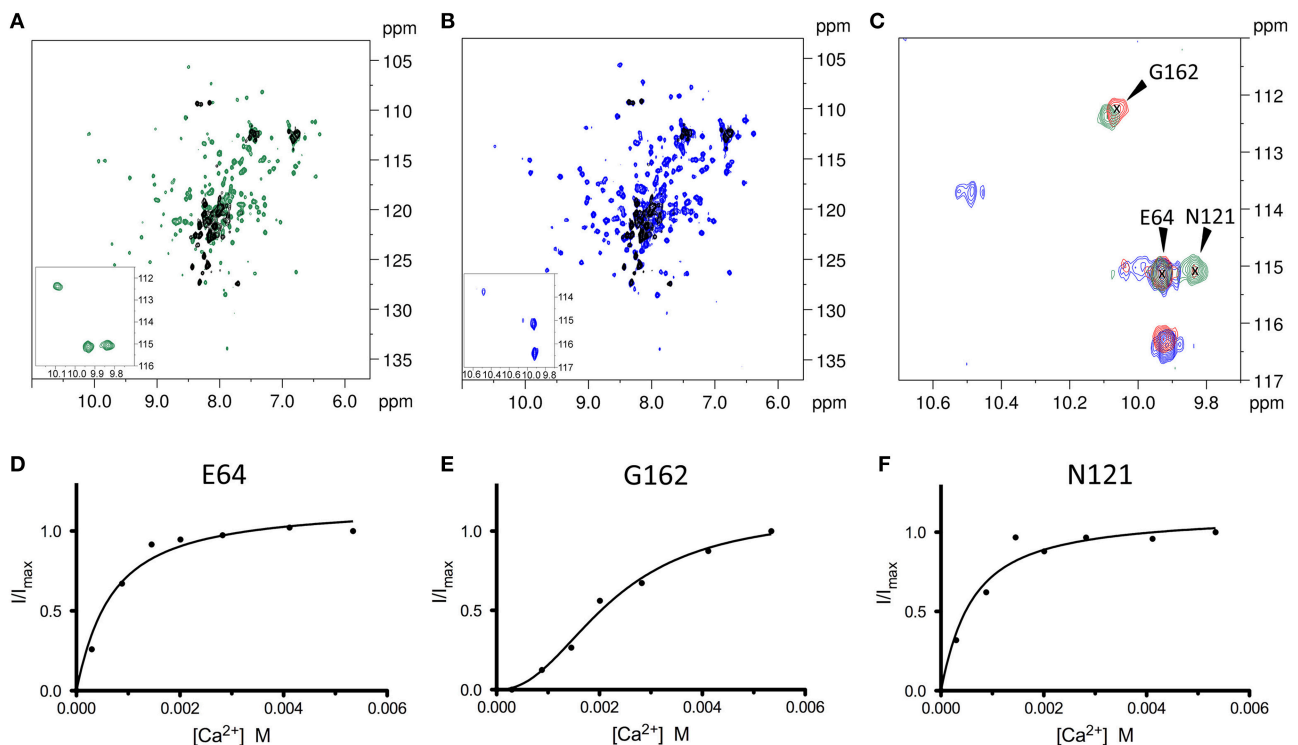 A
ppm
105
110
115
120
125
130
135
10.0 9.0 8.0 7.0 6.0 ppm
112
113
114
115
116
10.1 10.0 9.9 9.8
B
ppm
105
110
115
120
125
130
135
10.0 9.0 8.0 7.0 6.0 ppm
114
115
116
117
10.6 10.4 10.6 10.0 9.8
C
ppm
G162
112
113
114
E64 N121
x
x
x
115
116
117
10.6 10.4 10.2 10.0 9.8 ppm
D
E64
I/Imax
1.0
0.5
0.0
0.000 0.002 0.004 0.006
[Ca2+] M
E
G162
I/Imax
1.0
0.5
0.0
0.000 0.002 0.004 0.006
[Ca2+] M
F
N121
I/Imax
1.0
0.5
0.0
0.000 0.002 0.004 0.006
[Ca2+] M